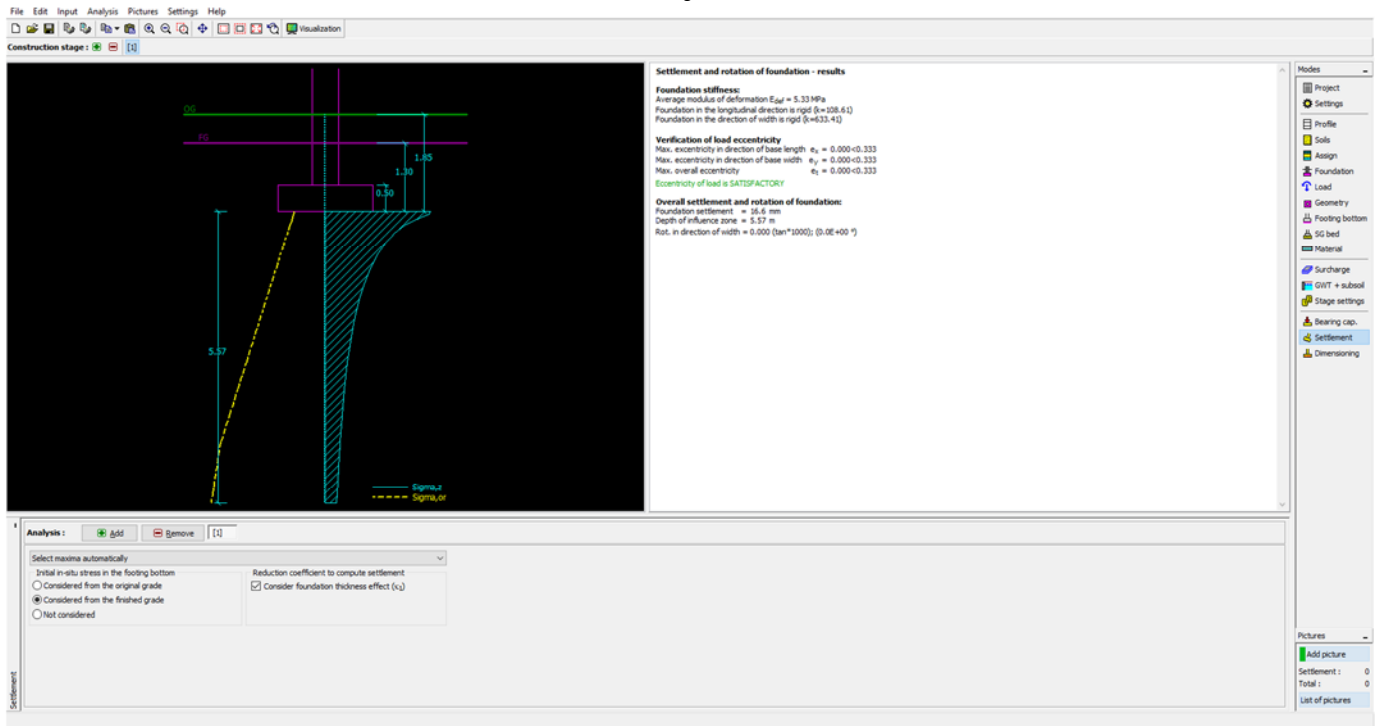 File Edit Input Analysis Pictures Settings Help
Visualization
Construction stage : [1]
OG
FG
1.85
1.30
0.50
5.57
Sigma,z
Sigma,or
Settlement and rotation of foundation - results
Foundation stiffness:
Average modulus of deformation Edef = 5.33 MPa
Foundation in the longitudinal direction is rigid (k=108.61)
Foundation in the direction of width is rigid (k=633.41)
Verification of load eccentricity
Max. excentricity in direction of base length ex = 0.000<0.333
Max. eccentricity in direction of base width ey = 0.000<0.333
Max. overall eccentricity et = 0.000<0.333
Eccentricity of load is SATISFACTORY
Overall settlement and rotation of foundation:
Foundation settlement = 16.6 mm
Depth of influence zone = 5.57 m
Rot. in direction of width = 0.000 (tan*1000); (0.0E+00 °)
Modes
Project
Settings
Profile
Soils
Assign
Foundation
Load
Geometry
Footing bottom
SG bed
Material
Surcharge
GWT + subsoil
Stage settings
Bearing cap.
Settlement
Dimensioning
Analysis : Add Remove [1]
Select maxima automatically
Initial in-situ stress in the footing bottom
Considered from the original grade
Considered from the finished grade
Not considered
Reduction coefficient to compute settlement
Consider foundation thickness effect (κ1)
Settlement
Pictures
Add picture
Settlement : 0
Total : 0
List of pictures